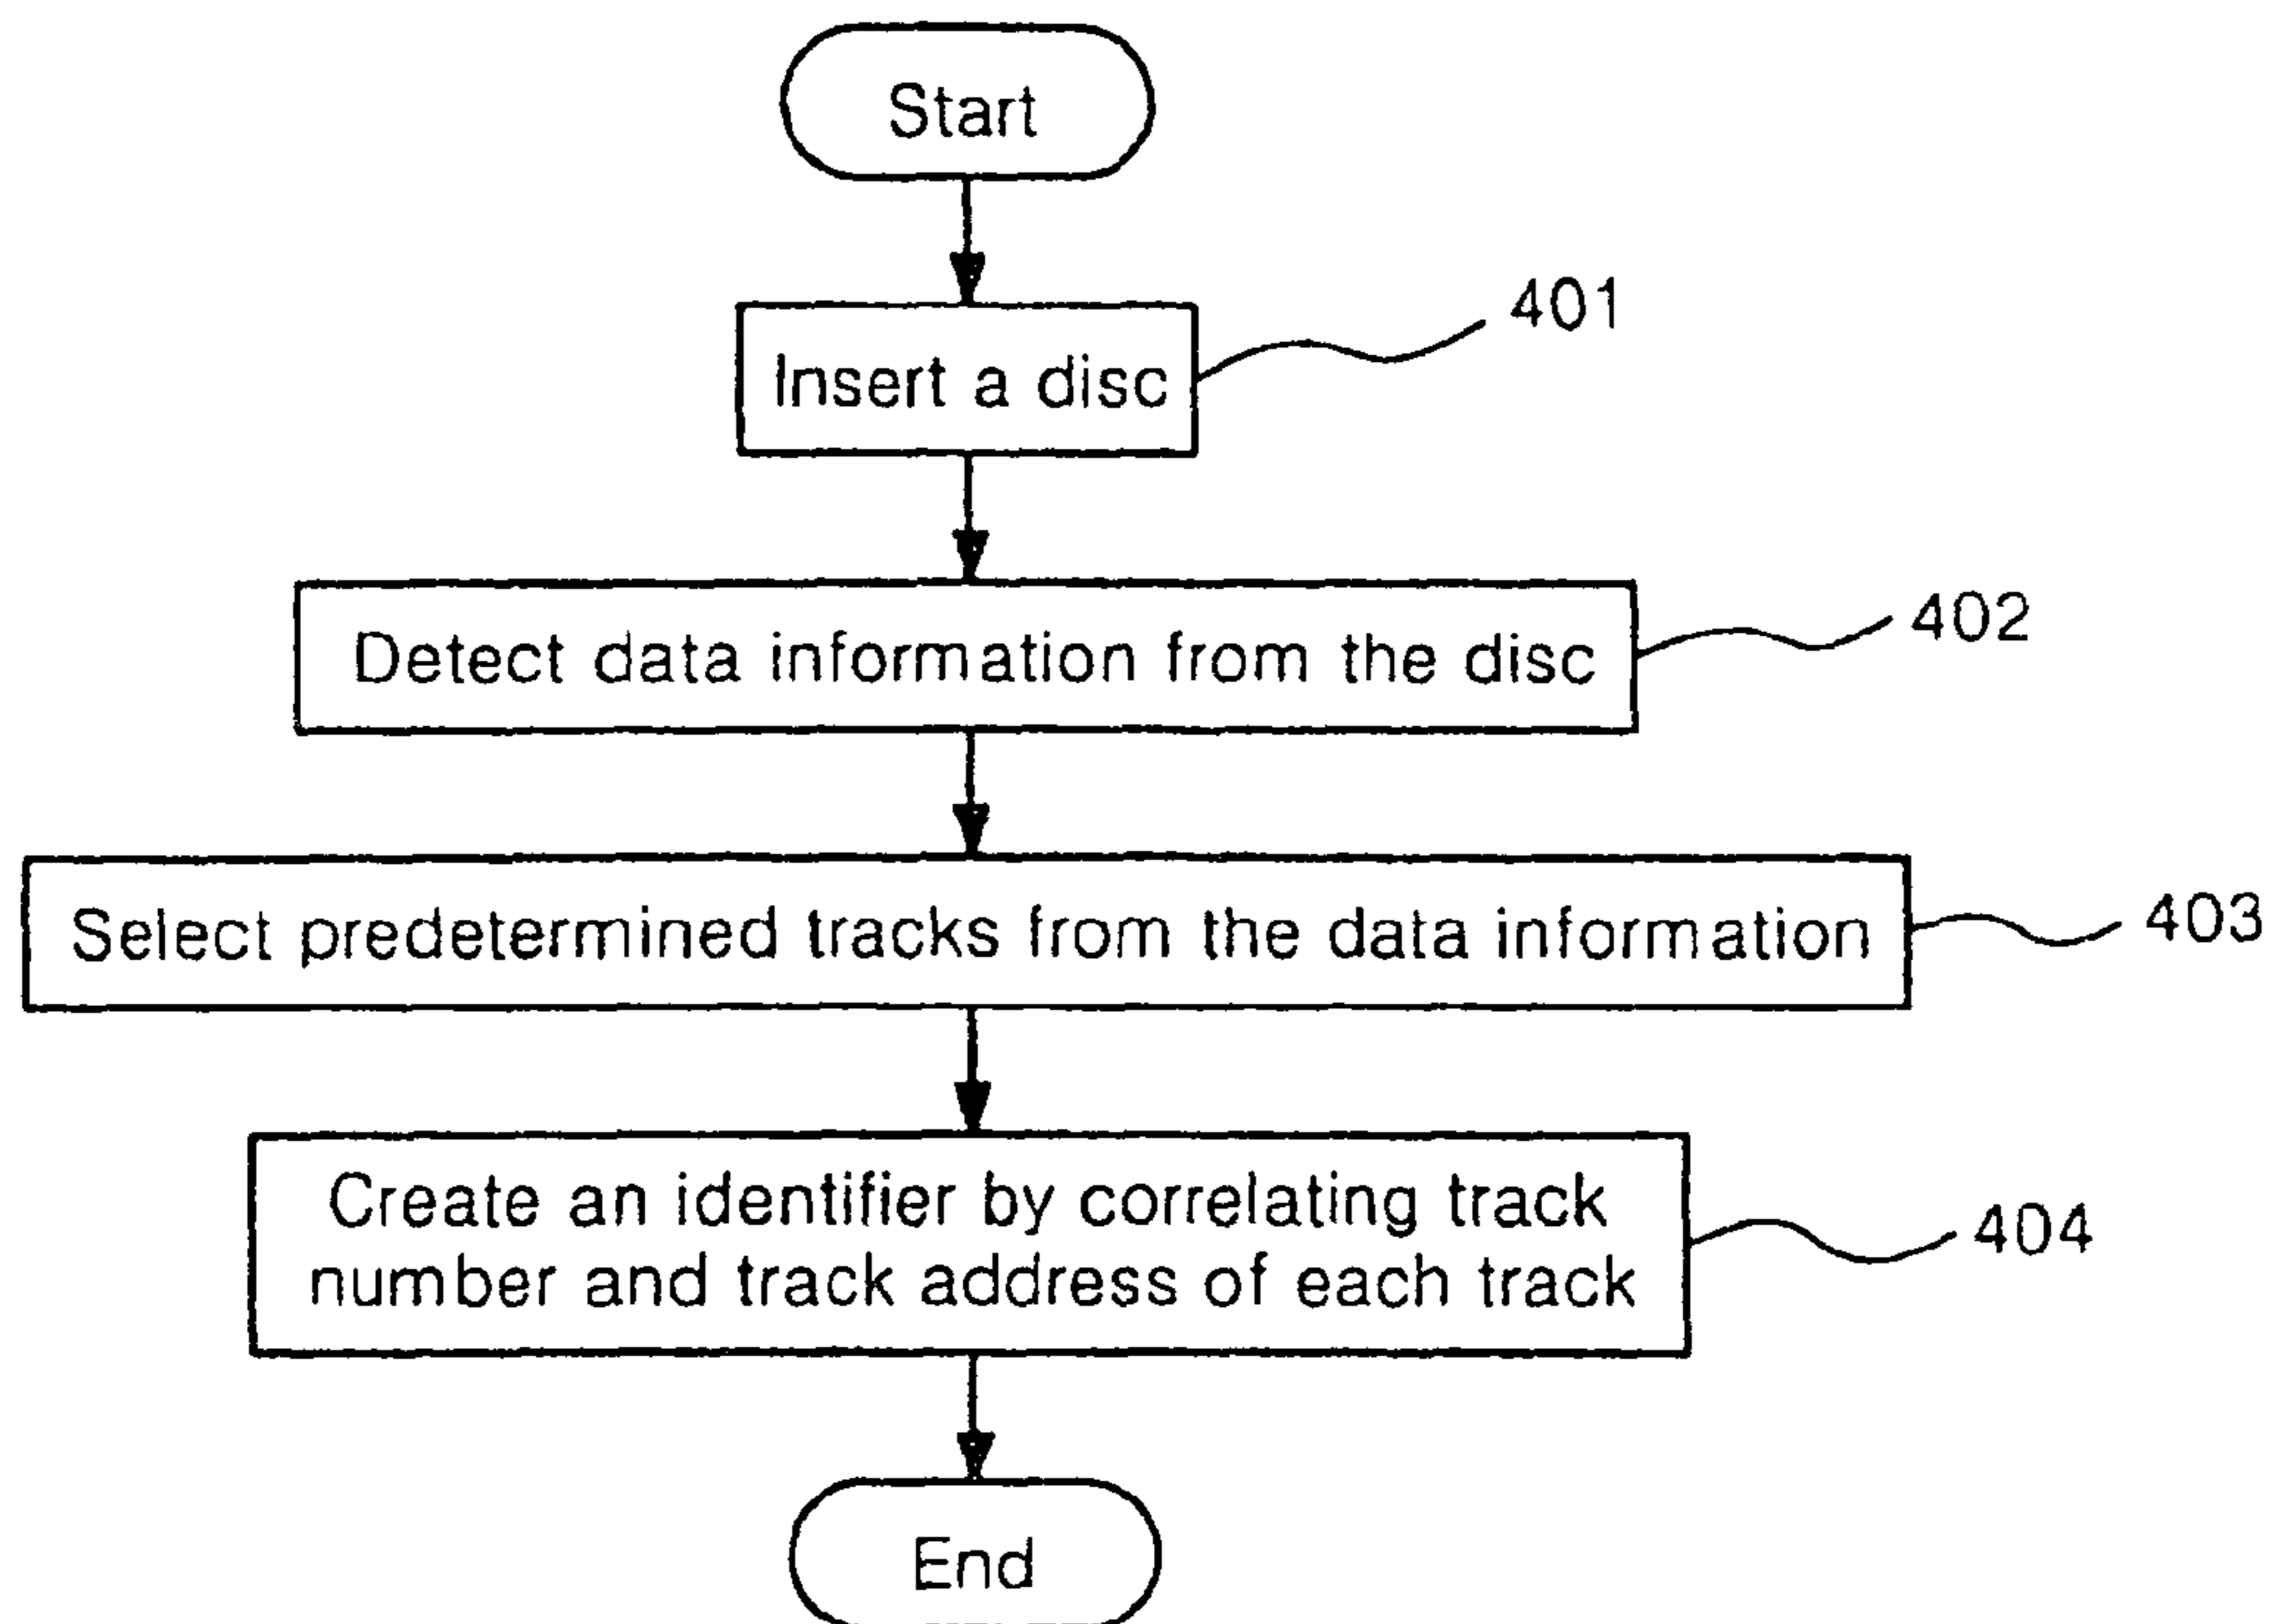 Start
Insert a disc
401
Detect data information from the disc
402
Select predetermined tracks from the data information
403
Create an identifier by correlating track
number and track address of each track
404
End